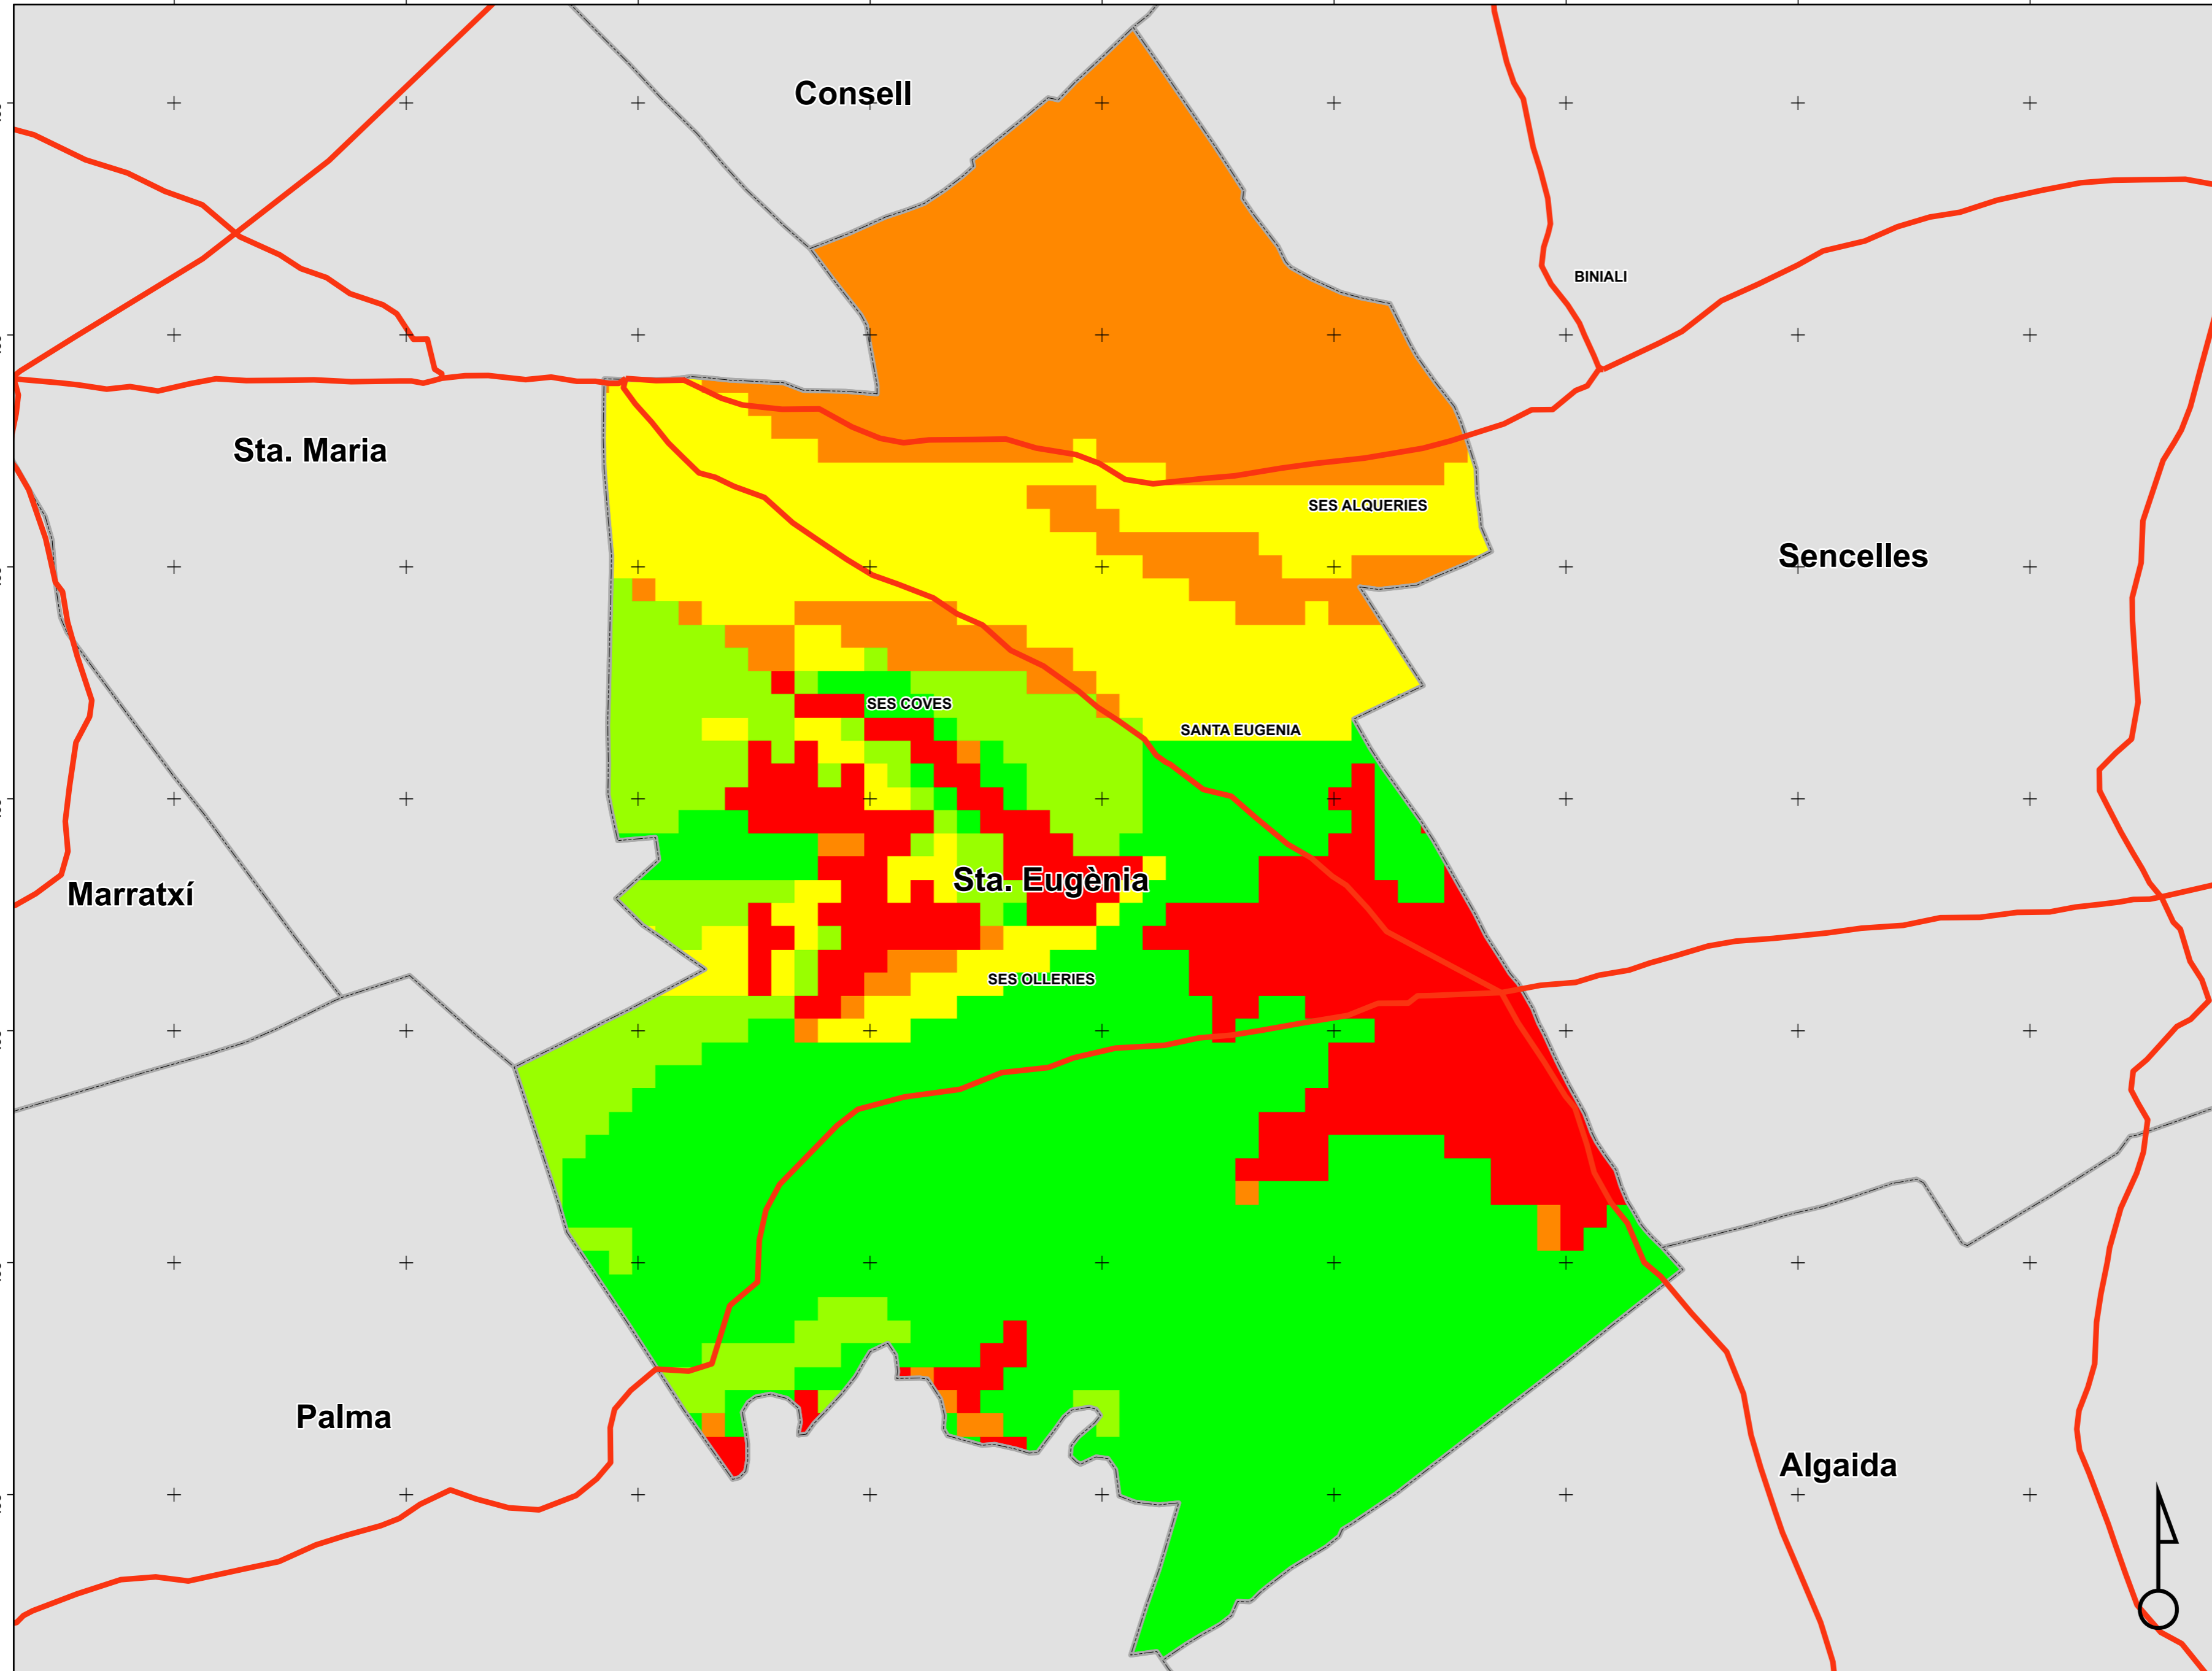 Consell
BINIALI
Sta. Maria
SES ALQUERIES
Sencelles
SES COVES
SANTA EUGENIA
Sta. Eugènia
Marratxí
SES OLLERIES
Palma
Algaida